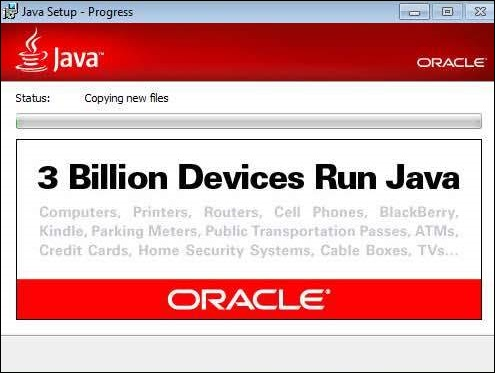 Java Setup - Progress
Java™
ORACLE
Status: Copying new files
3 Billion Devices Run Java
Computers, Printers, Routers, Cell Phones, BlackBerry,
Kindle, Parking Meters, Public Transportation Passes, ATMs,
Credit Cards, Home Security Systems, Cable Boxes, TVs...
ORACLE®